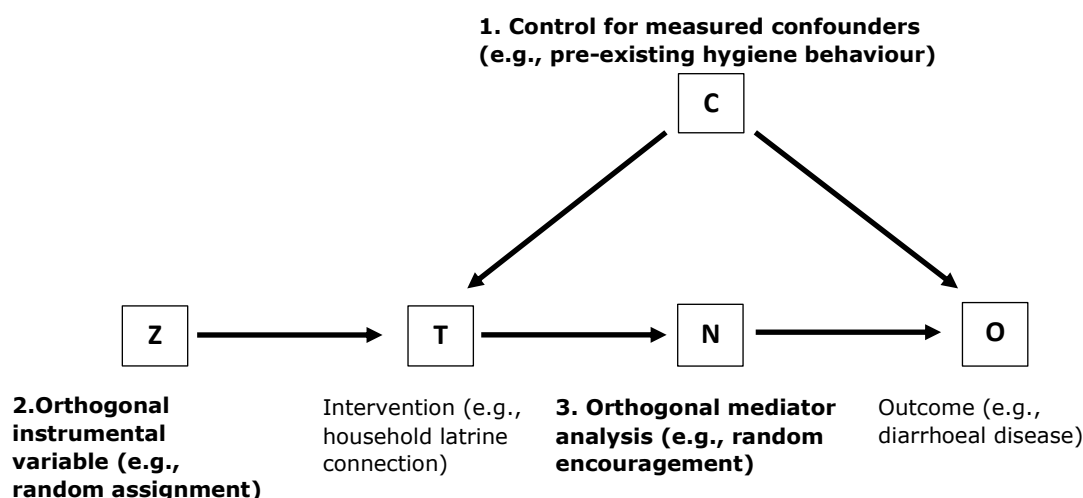 1. Control for measured confounders
(e.g., pre-existing hygiene behaviour)
C
Z
T
N
O
2.Orthogonal
instrumental
variable (e.g.,
random assignment)
Intervention (e.g.,
household latrine
connection)
3. Orthogonal mediator
analysis (e.g., random
encouragement)
Outcome (e.g.,
diarrhoeal disease)